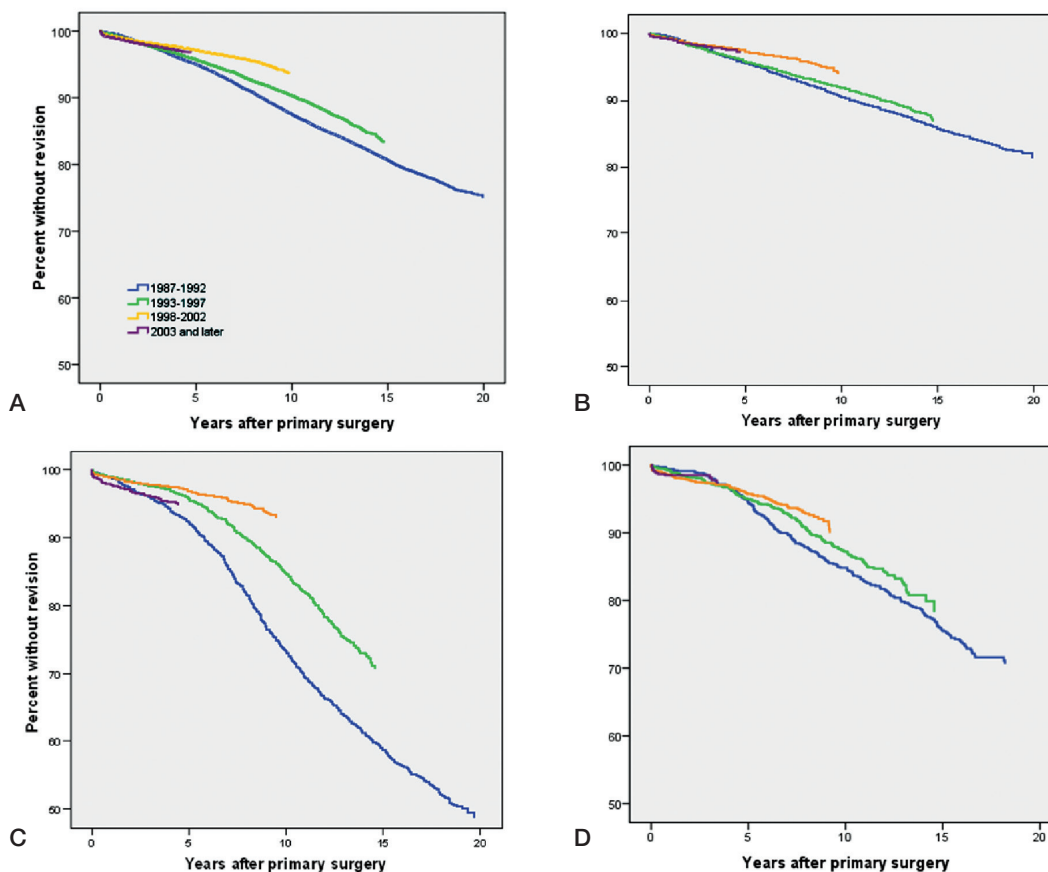 100
90
80
70
60
50
Percent without revision
1987-1992
1993-1997
1998-2002
2003 and later
0 5 10 15 20
Years after primary surgery
A
100
90
80
70
60
50
0 5 10 15 20
Years after primary surgery
B
100
90
80
70
60
50
Percent without revision
0 5 10 15 20
Years after primary surgery
C
100
90
80
70
60
50
0 5 10 15 20
Years after primary surgery
D